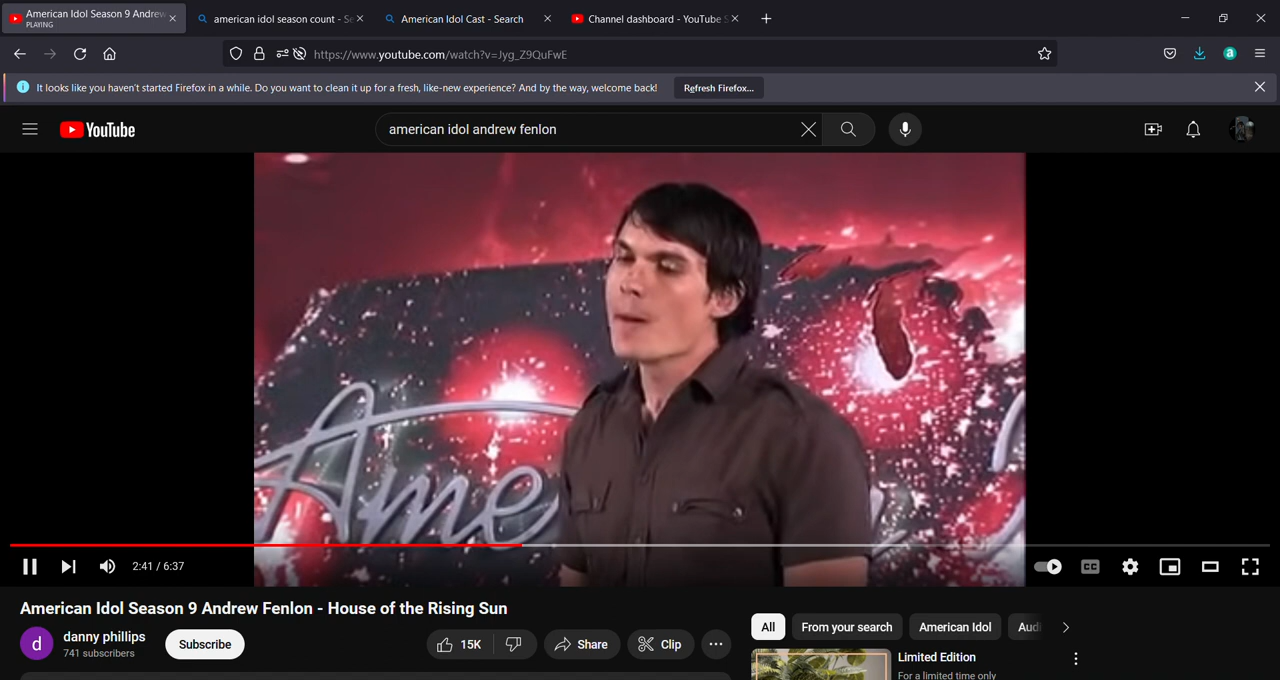 American Idol Season 9 Andrew
PLAYING
american idol season count - Se
American Idol Cast - Search
Channel dashboard - YouTube S
https://www.youtube.com/watch?v=Jyg_Z9QuFwE
a
It looks like you haven't started Firefox in a while. Do you want to clean it up for a fresh, like-new experience? And by the way, welcome back!
Refresh Firefox...
YouTube
american idol andrew fenlon
Ame
2:41 / 6:37
CC
American Idol Season 9 Andrew Fenlon - House of the Rising Sun
d
danny phillips
741 subscribers
Subscribe
15K
Share
Clip
All
From your search
American Idol
Audi
Limited Edition
For a limited time only